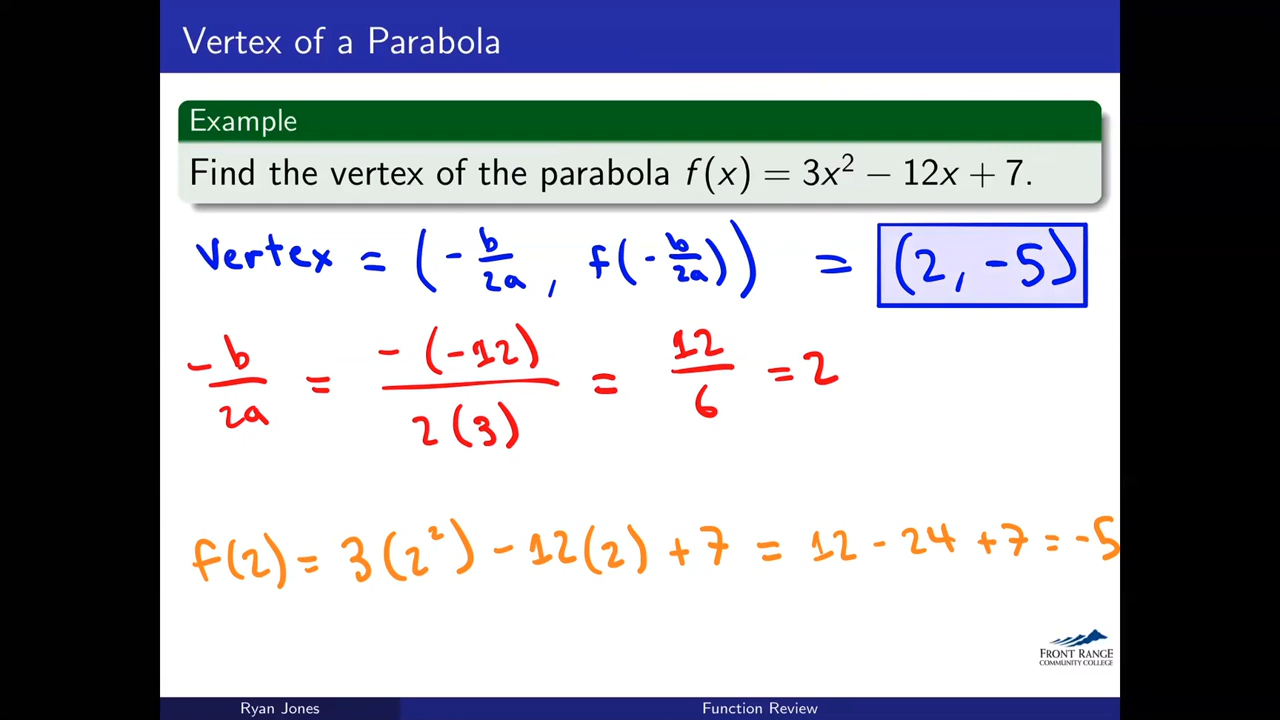 Vertex of a Parabola
Example
Find the vertex of the parabola f(x) = 3x² − 12x + 7.
Vertex = (-b/2a, f(-b/2a)) = (2, -5)
-b/2a = -(-12)/2(3) = 12/6 = 2
f(2) = 3(2²) - 12(2) + 7 = 12 - 24 + 7 = -5
FRONT RANGE
COMMUNITY COLLEGE
Ryan Jones Function Review